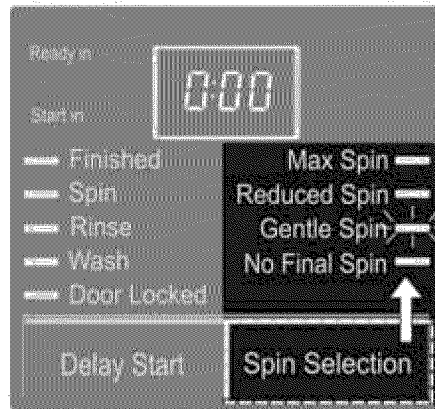 Ready in
0:00
Start in
Finished
Spin
Rinse
Wash
Door Locked
Max Spin
Reduced Spin
Gentle Spin
No Final Spin
Delay Start
Spin Selection